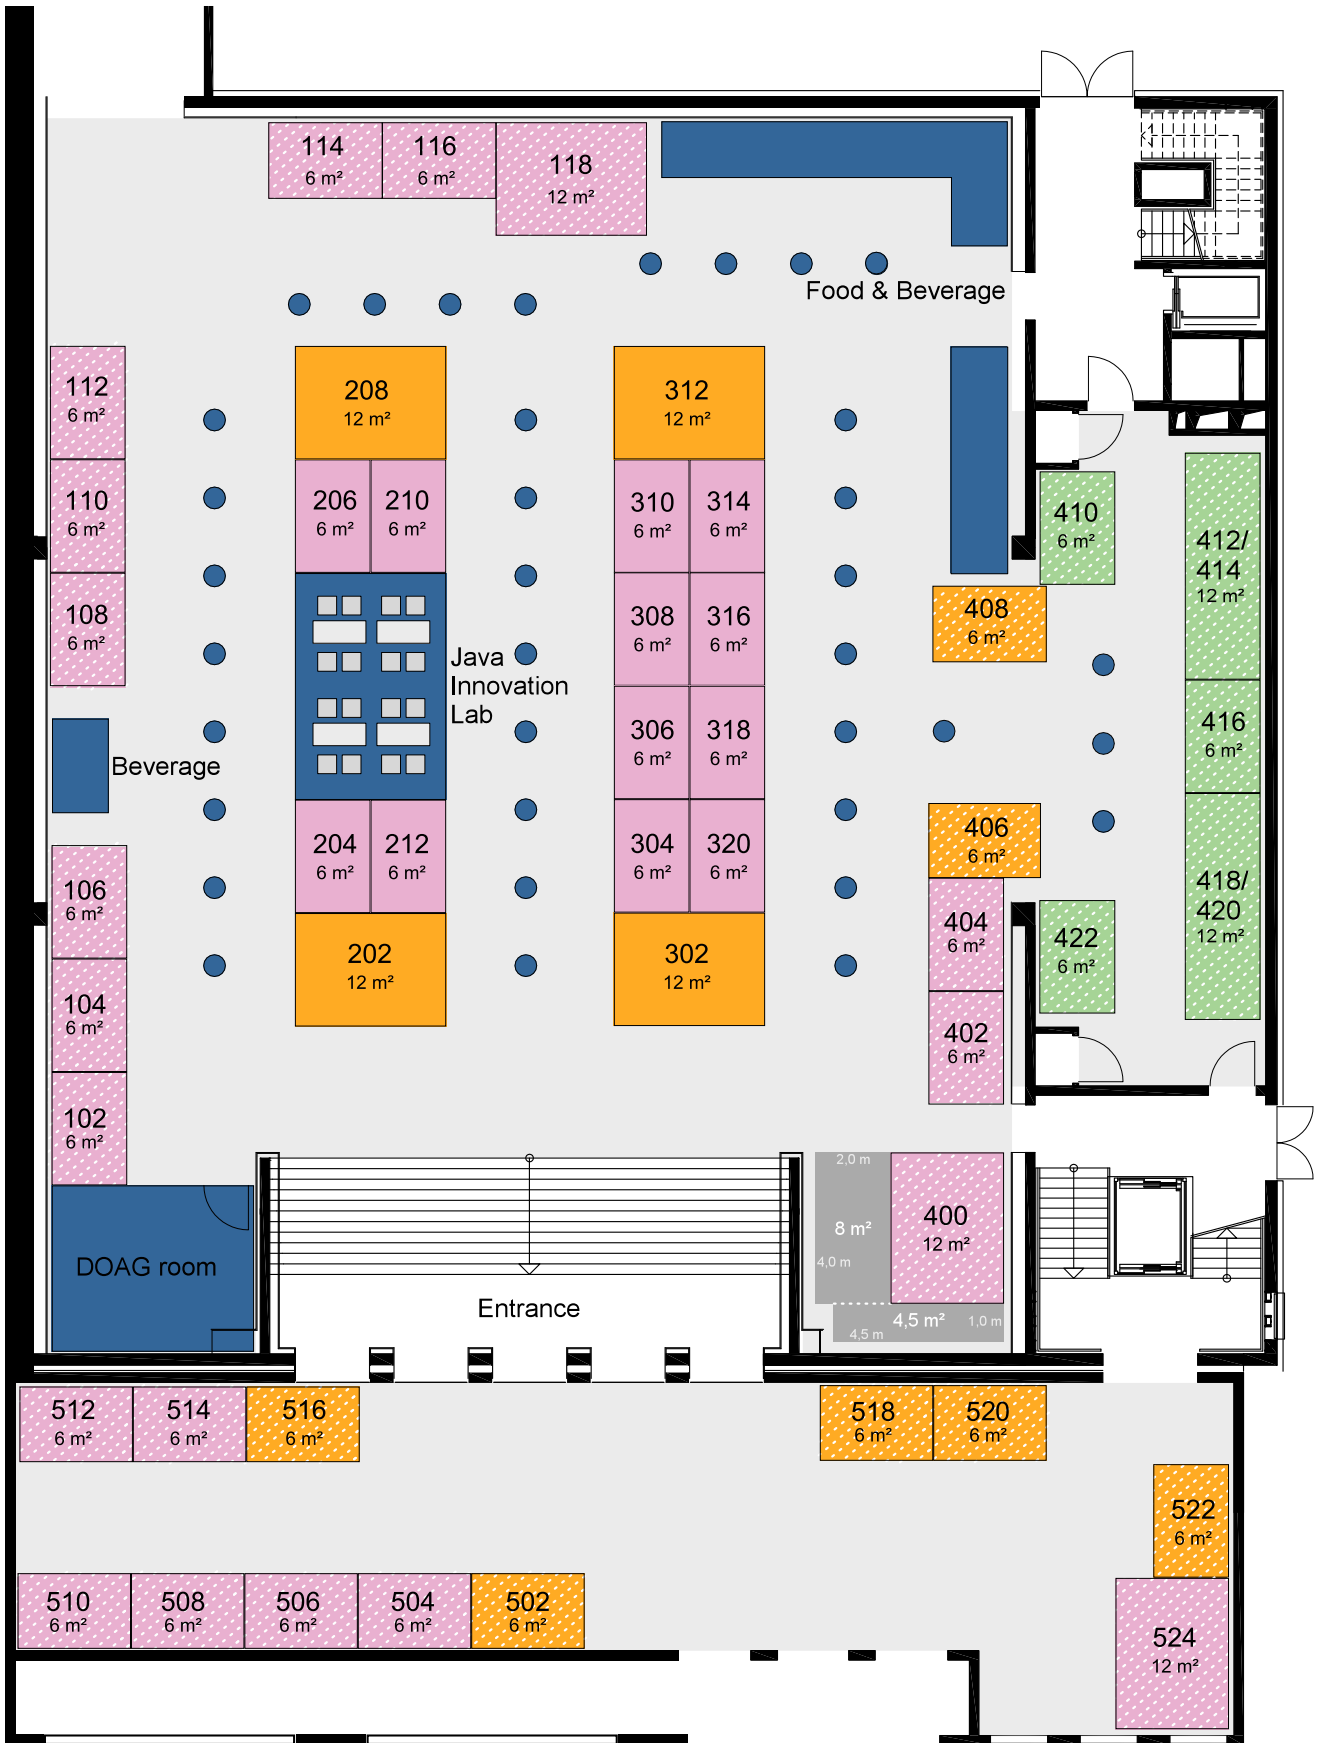 114
6 m²
116
6 m²
118
12 m²
Food & Beverage
112
6 m²
110
6 m²
108
6 m²
Beverage
106
6 m²
104
6 m²
102
6 m²
DOAG room
208
12 m²
206
6 m²
210
6 m²
Java
Innovation
Lab
204
6 m²
212
6 m²
202
12 m²
312
12 m²
310
6 m²
314
6 m²
308
6 m²
316
6 m²
306
6 m²
318
6 m²
304
6 m²
320
6 m²
302
12 m²
410
6 m²
412/
414
12 m²
408
6 m²
416
6 m²
406
6 m²
418/
420
12 m²
404
6 m²
422
6 m²
402
6 m²
2,0 m
8 m²
4,0 m
400
12 m²
4,5 m²
1,0 m
4,5 m
Entrance
512
6 m²
514
6 m²
516
6 m²
518
6 m²
520
6 m²
522
6 m²
510
6 m²
508
6 m²
506
6 m²
504
6 m²
502
6 m²
524
12 m²